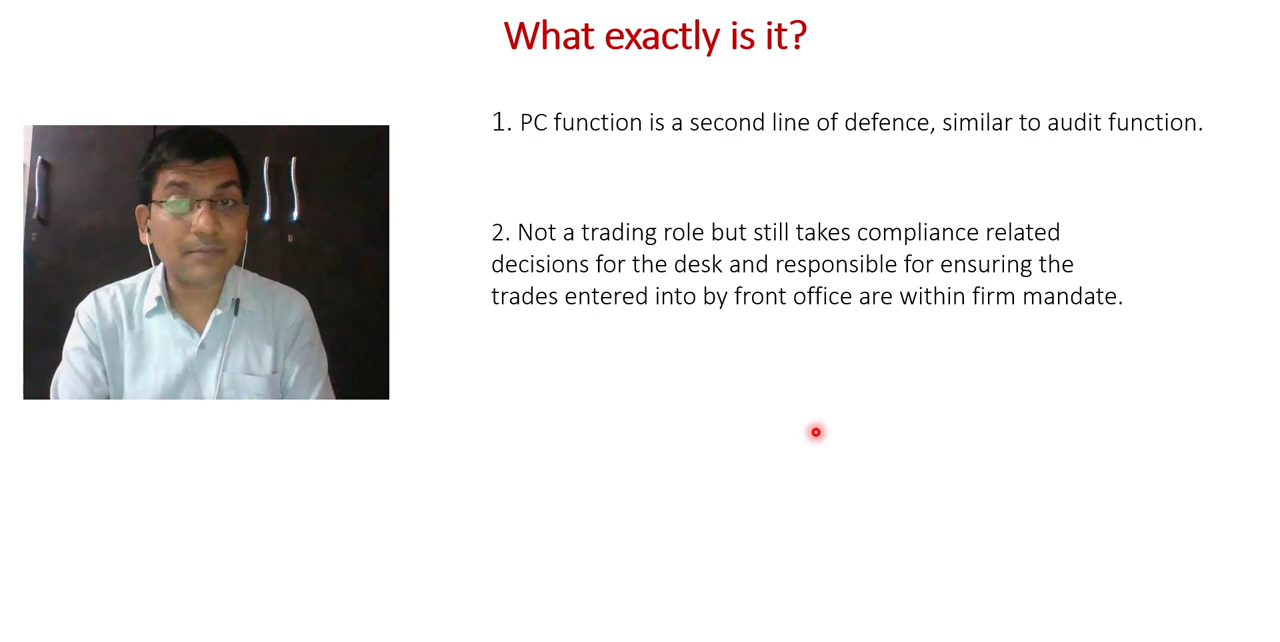 What exactly is it?
1. PC function is a second line of defence, similar to audit function.
2. Not a trading role but still takes compliance related
decisions for the desk and responsible for ensuring the
trades entered into by front office are within firm mandate.